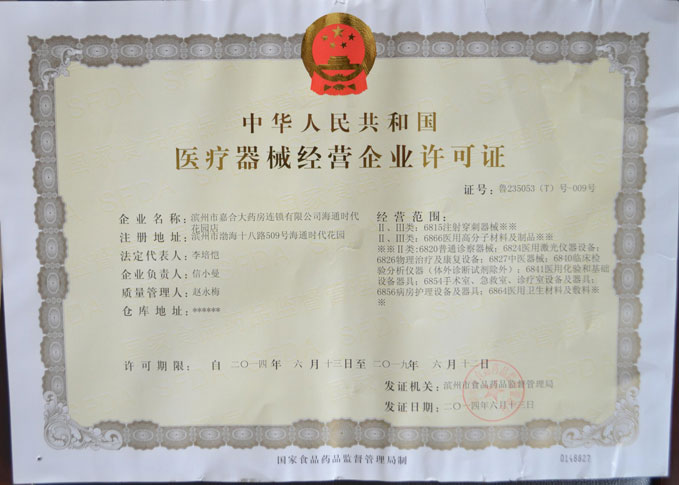 中华人民共和国
医疗器械经营企业许可证
证号：鲁235053（T）号-009号
企业名称：滨州市嘉合大药房连锁有限公司海通时代
花园店
注册地址：滨州市渤海十八路509号海通时代花园
法定代表人：李培恺
企业负责人：信小曼
质量管理人：赵永梅
仓库地址：******
经营范围：
Ⅱ、Ⅲ类：6815注射穿刺器械※※
Ⅱ、Ⅲ类：6866医用高分子材料及制品※※
※※Ⅱ类:6820普通诊察器械；6824医用激光仪器设备；
6826物理治疗及康复设备；6827中医器械；6840临床检
验分析仪器（体外诊断试剂除外）；6841医用化验和基础
设备器具；6854手术室、急救室、诊疗室设备及器具；
6856病房护理设备及器具；6864医用卫生材料及敷料※
※
许可期限：自二〇一四年六月十三日至二〇一九年六月十二日
发证机关：滨州市食品药品监督管理局
发证日期：二〇一四年六月十三日
国家食品药品监督管理局制
0148827